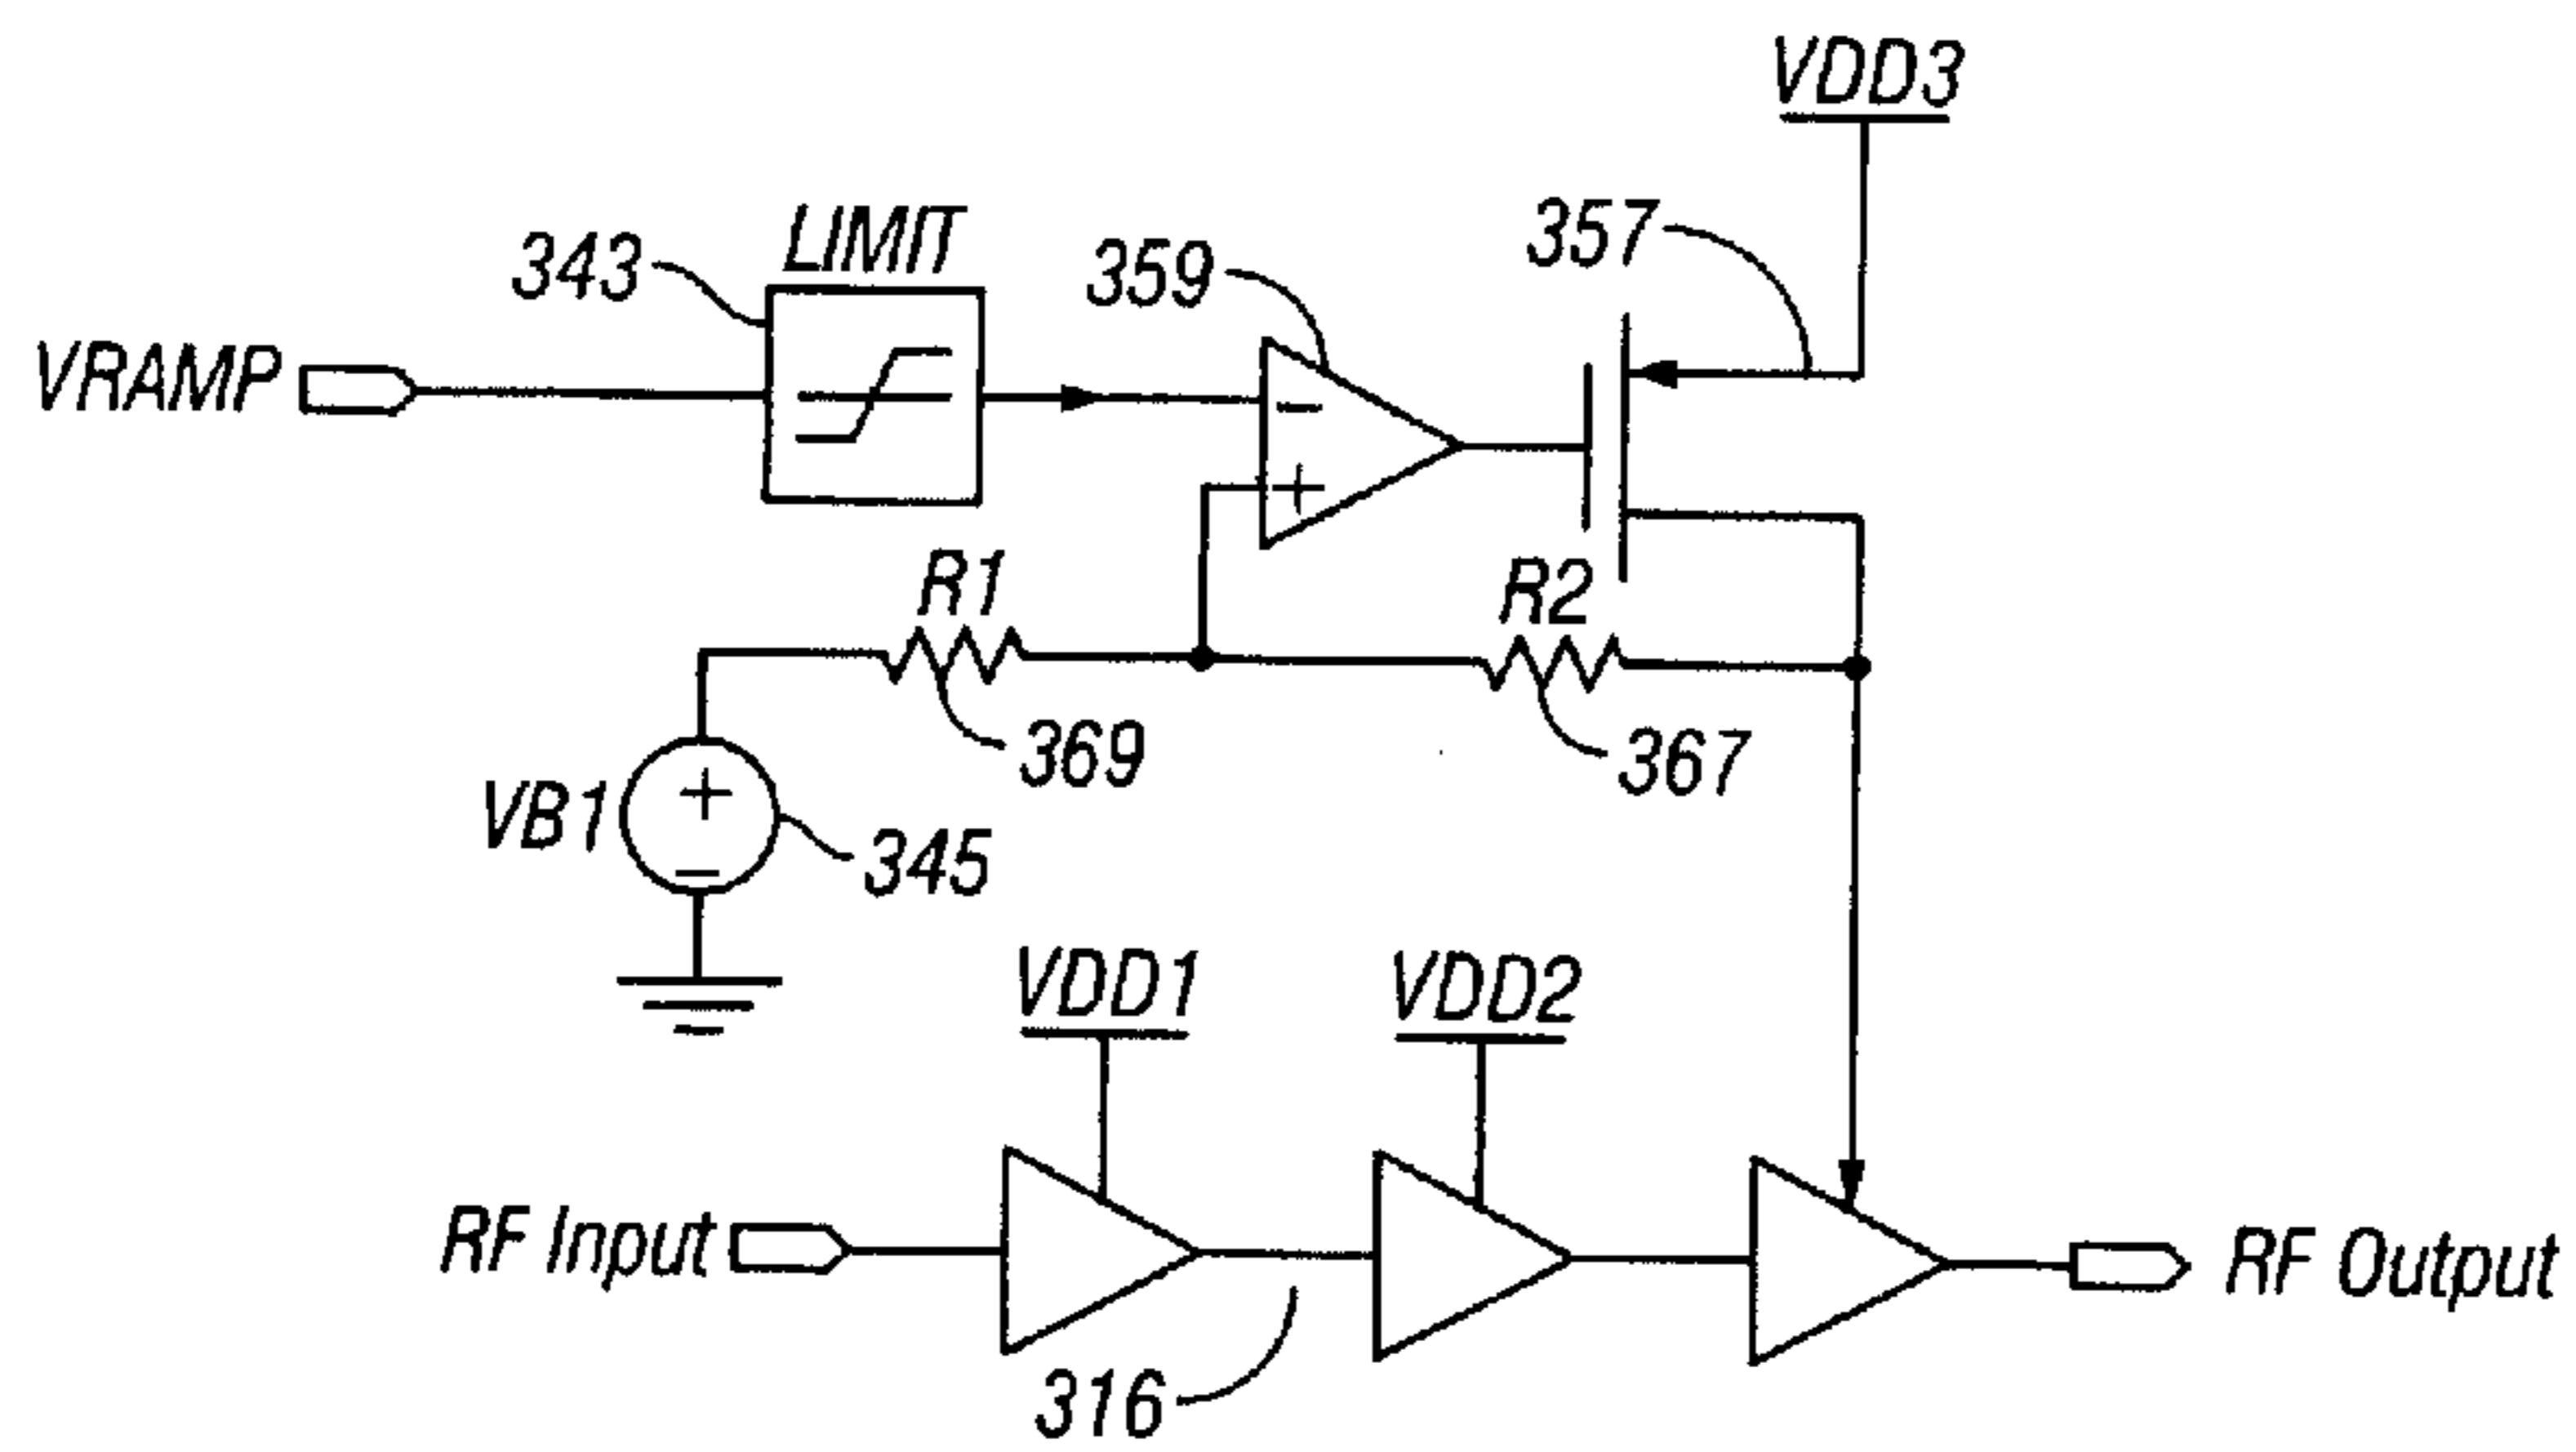 VDD3
LIMIT
357
343
359
VRAMP
−
+
R1
R2
369
367
VB1
+
−
345
VDD1
VDD2
RF Input
RF Output
316